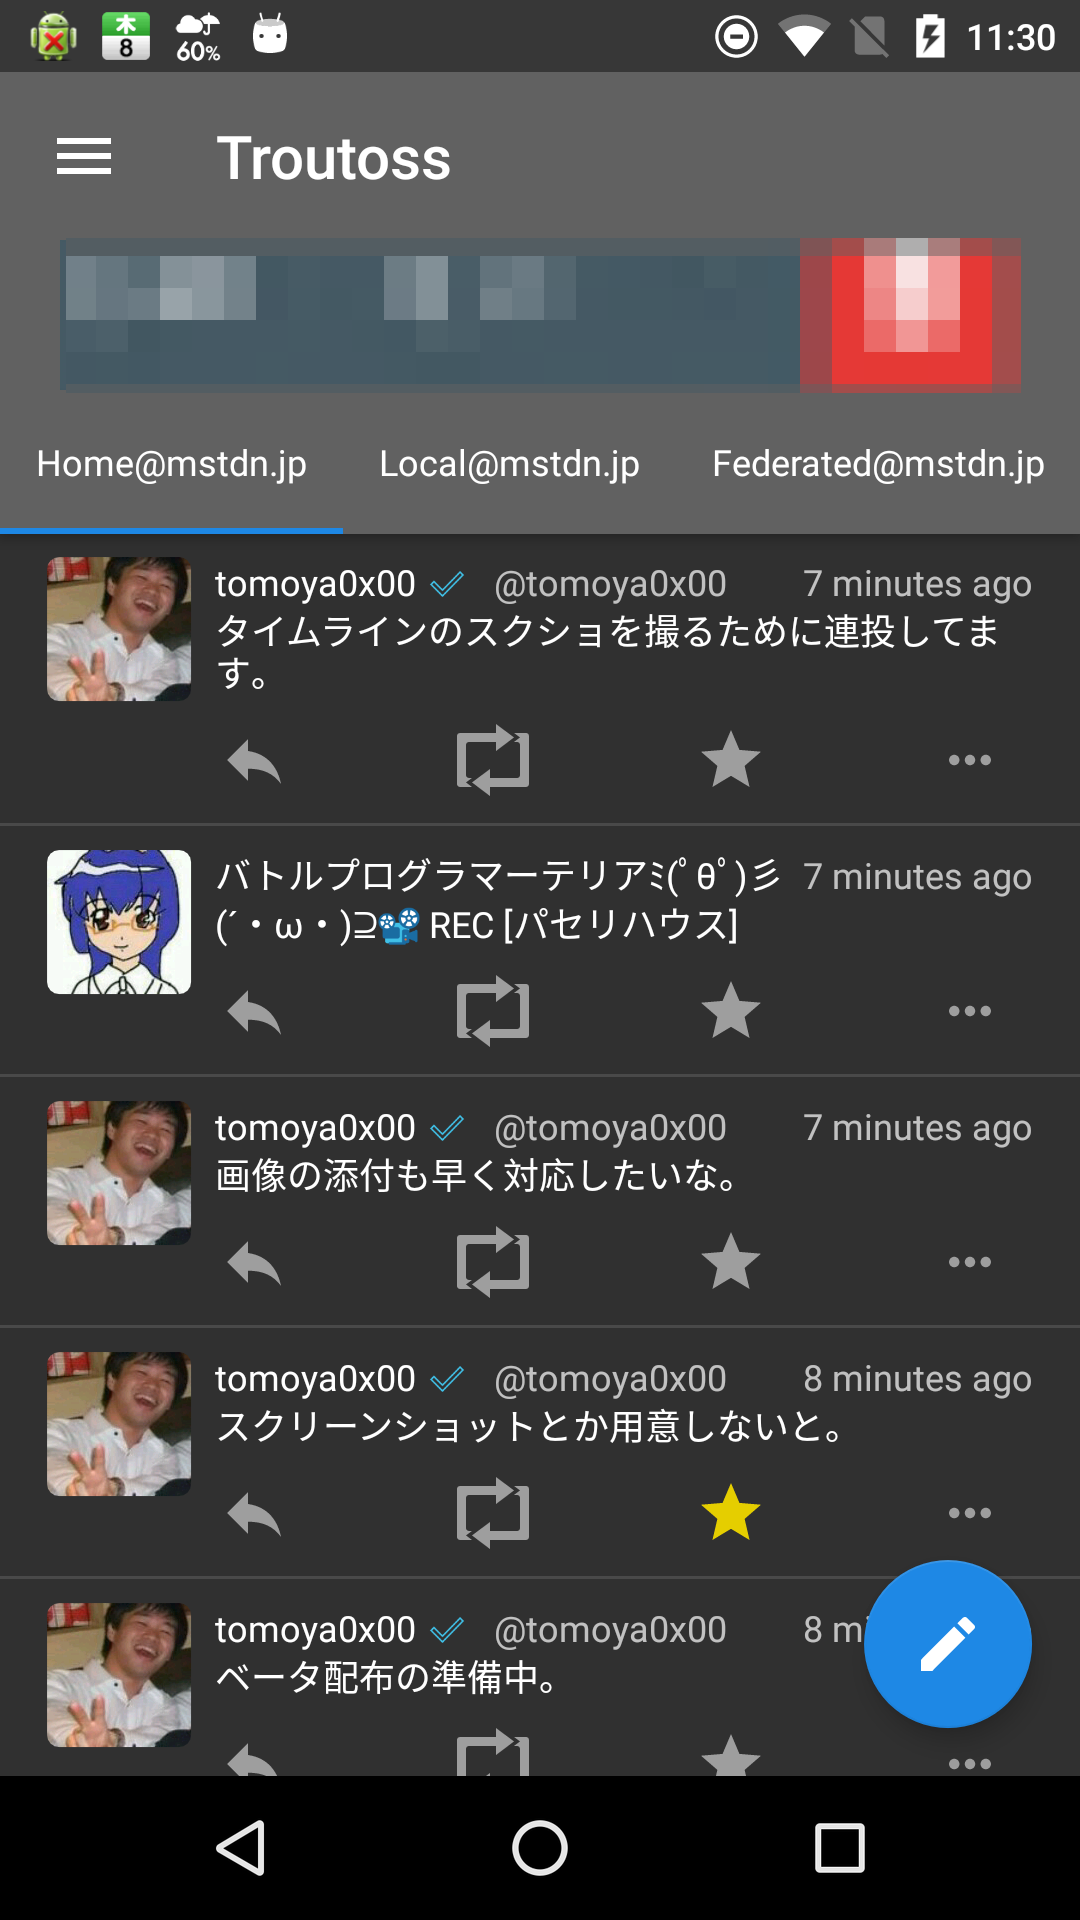 木
8
60%
11:30
Troutoss
Home@mstdn.jp Local@mstdn.jp Federated@mstdn.jp
tomoya0x00 @tomoya0x00 7 minutes ago
タイムラインのスクショを撮るために連投してま
す。
バトルプログラマーテリアﾐ(ﾟθﾟ)彡 7 minutes ago
(´・ω・)⊇📽 REC [パセリハウス]
tomoya0x00 @tomoya0x00 7 minutes ago
画像の添付も早く対応したいな。
tomoya0x00 @tomoya0x00 8 minutes ago
スクリーンショットとか用意しないと。
tomoya0x00 @tomoya0x00 8 mi
ベータ配布の準備中。